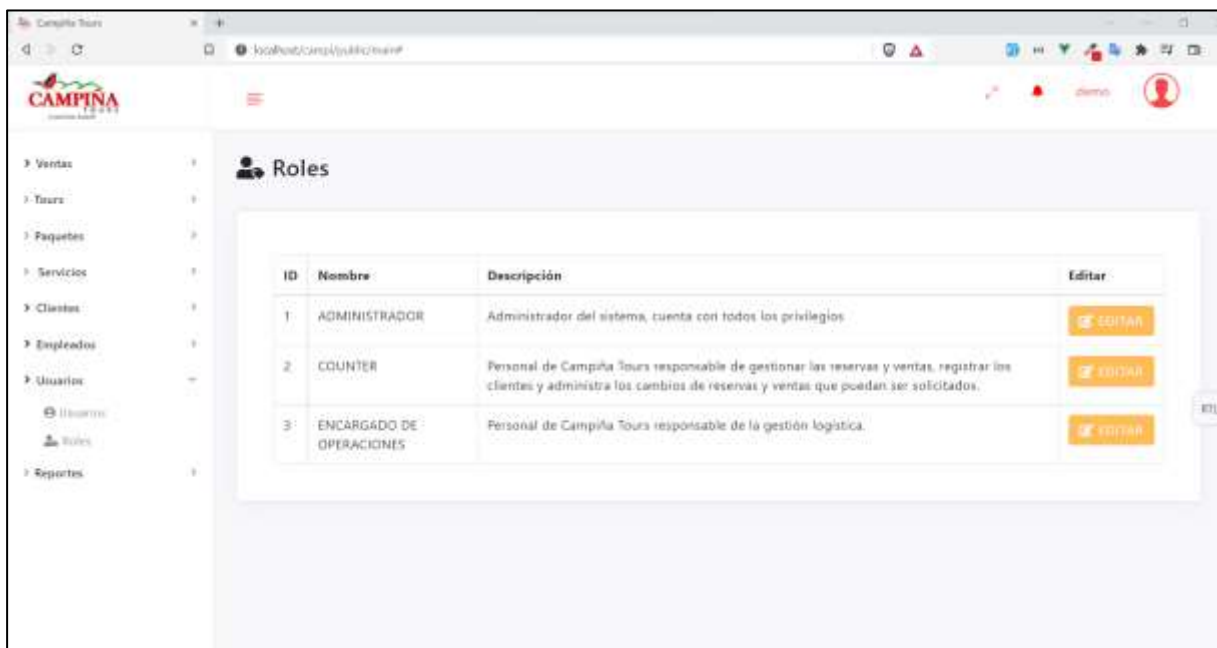 Campiña Tours
localhost/campi/public/main#
CAMPIÑA
TOURS
demo
Ventas
Tours
Paquetes
Servicios
Clientes
Empleados
Usuarios
Usuarios
Roles
Reportes
Roles
ID Nombre Descripción Editar
1 ADMINISTRADOR Administrador del sistema, cuenta con todos los privilegios EDITAR
2 COUNTER Personal de Campiña Tours responsable de gestionar las reservas y ventas, registrar los
clientes y administra los cambios de reservas y ventas que puedan ser solicitados.
EDITAR
3 ENCARGADO DE
OPERACIONES
Personal de Campiña Tours responsable de la gestión logística.
EDITAR